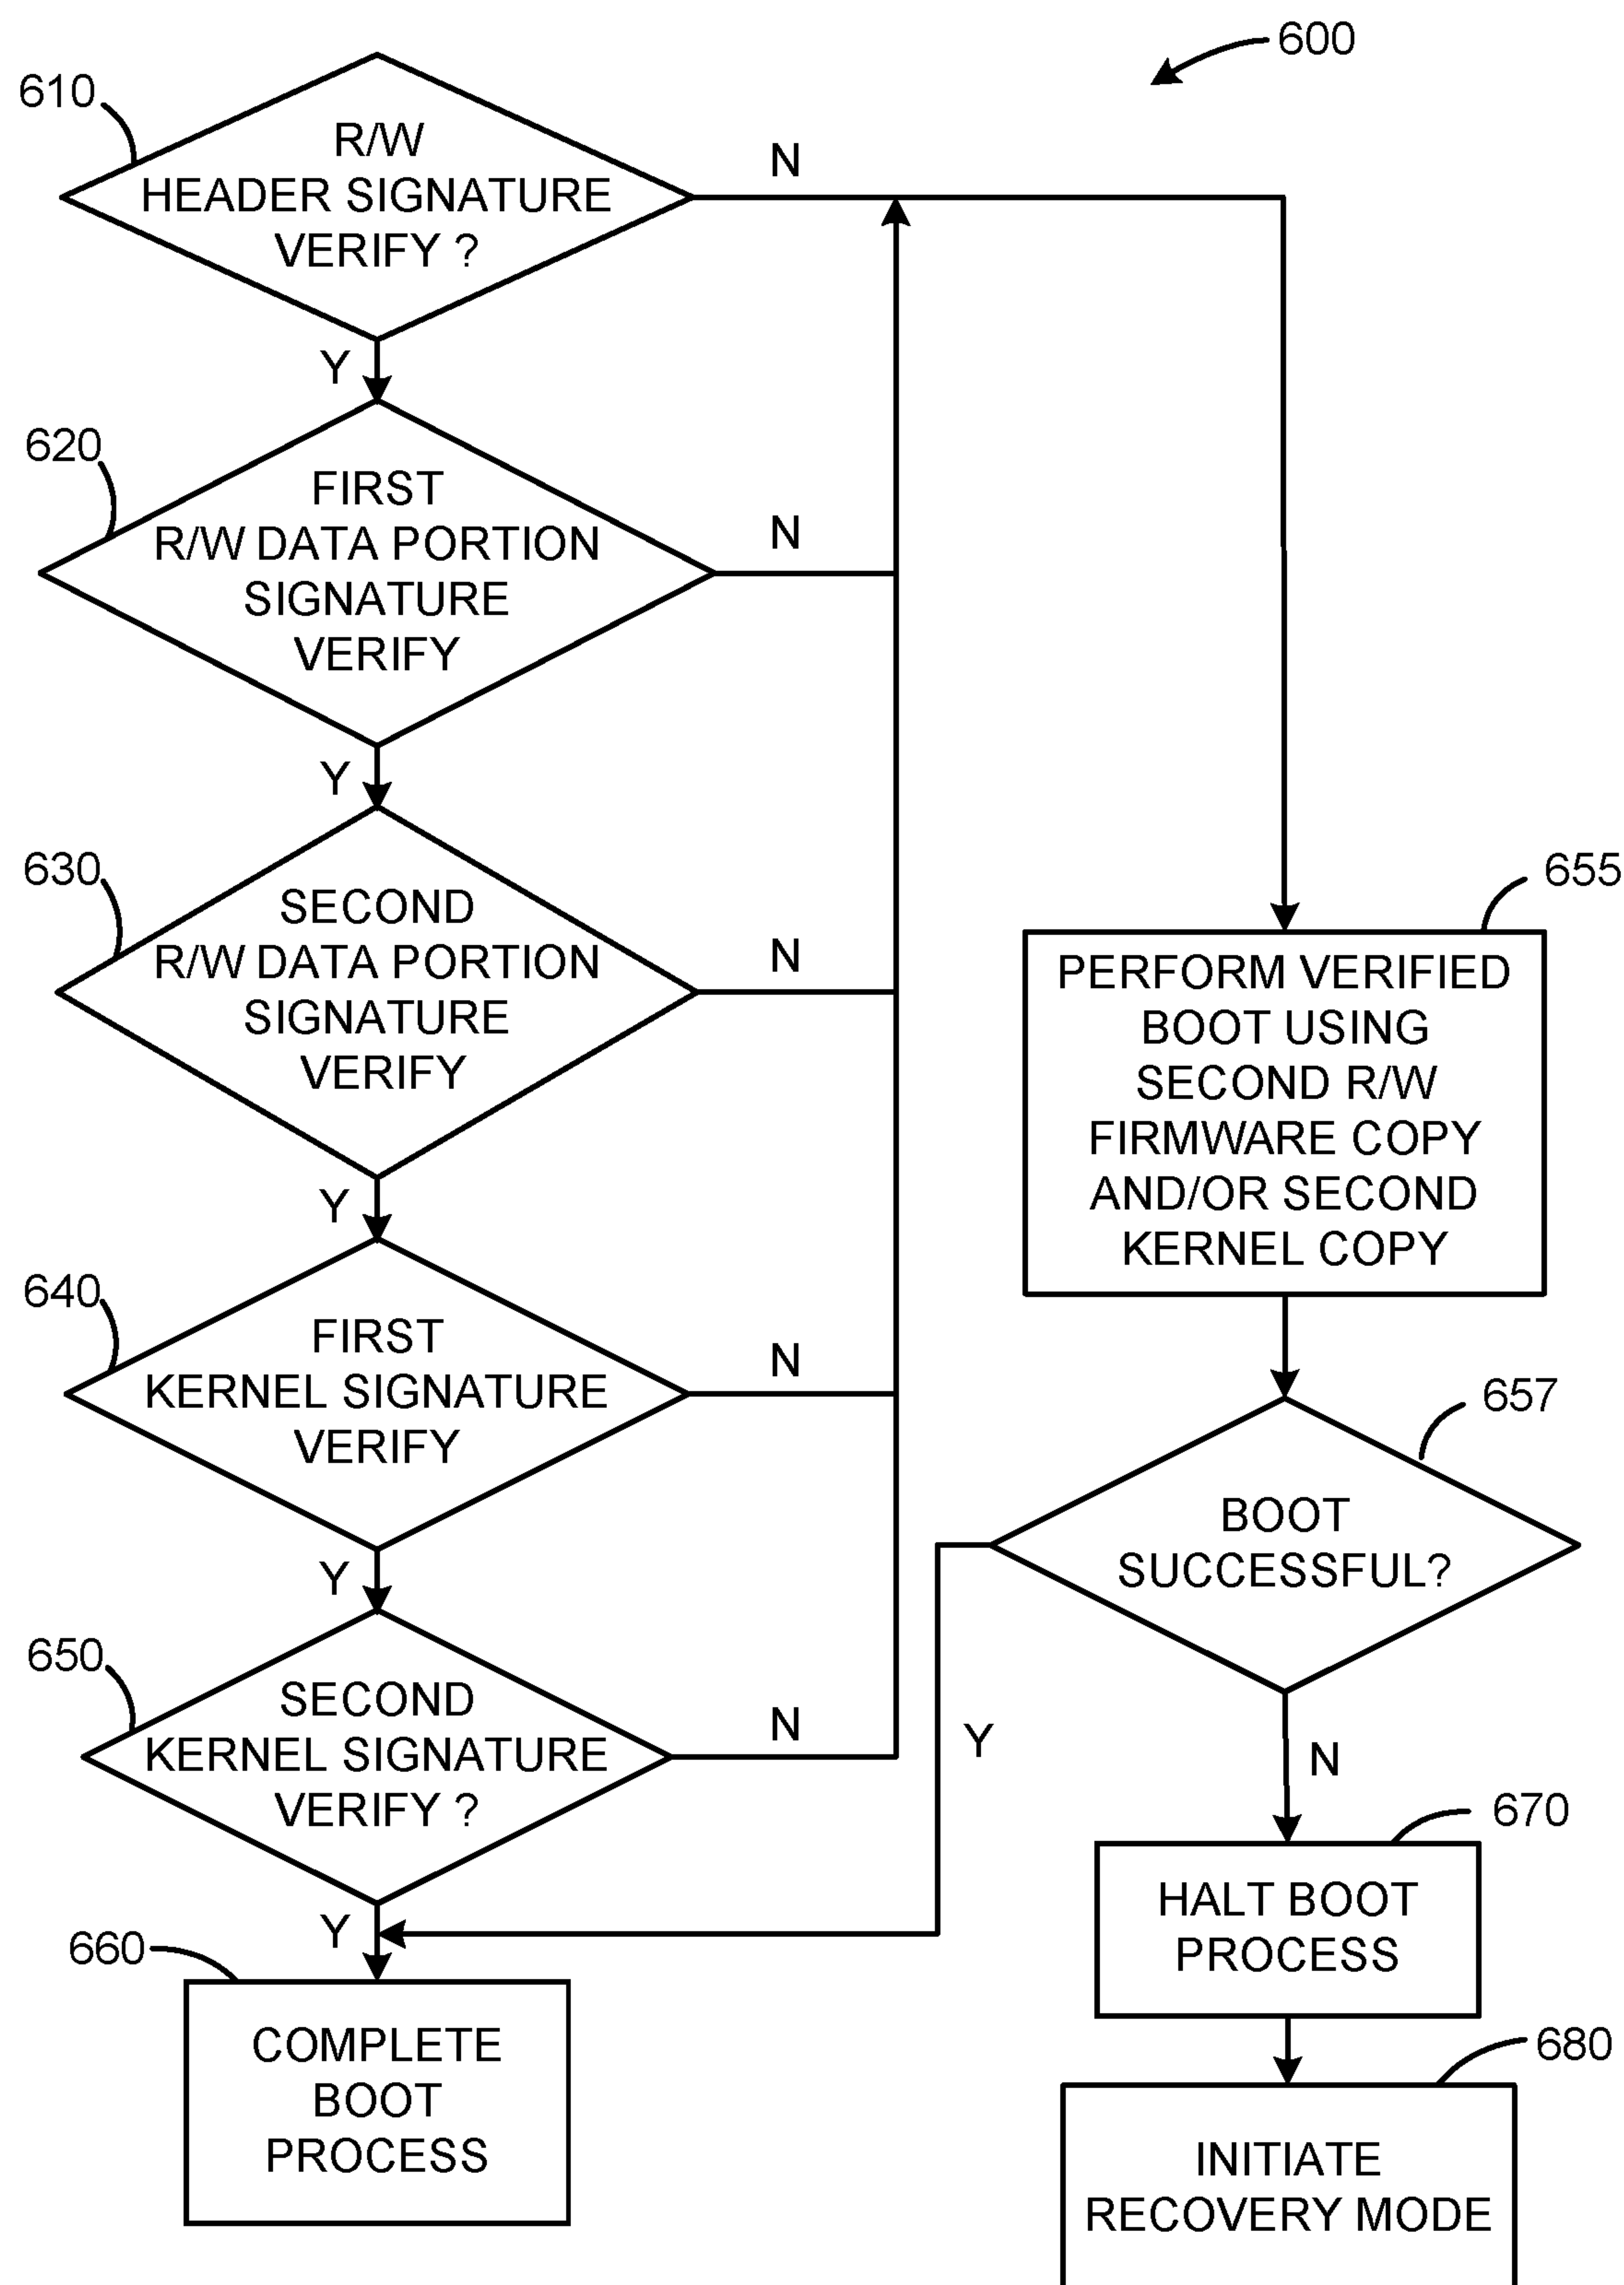 600
610
R/W
HEADER SIGNATURE
VERIFY ?
N
Y
620
FIRST
R/W DATA PORTION
SIGNATURE
VERIFY
N
Y
630
SECOND
R/W DATA PORTION
SIGNATURE
VERIFY
N
Y
640
FIRST
KERNEL SIGNATURE
VERIFY
N
Y
650
SECOND
KERNEL SIGNATURE
VERIFY ?
N
Y
660
COMPLETE
BOOT
PROCESS
655
PERFORM VERIFIED
BOOT USING
SECOND R/W
FIRMWARE COPY
AND/OR SECOND
KERNEL COPY
657
BOOT
SUCCESSFUL?
Y
N
670
HALT BOOT
PROCESS
680
INITIATE
RECOVERY MODE